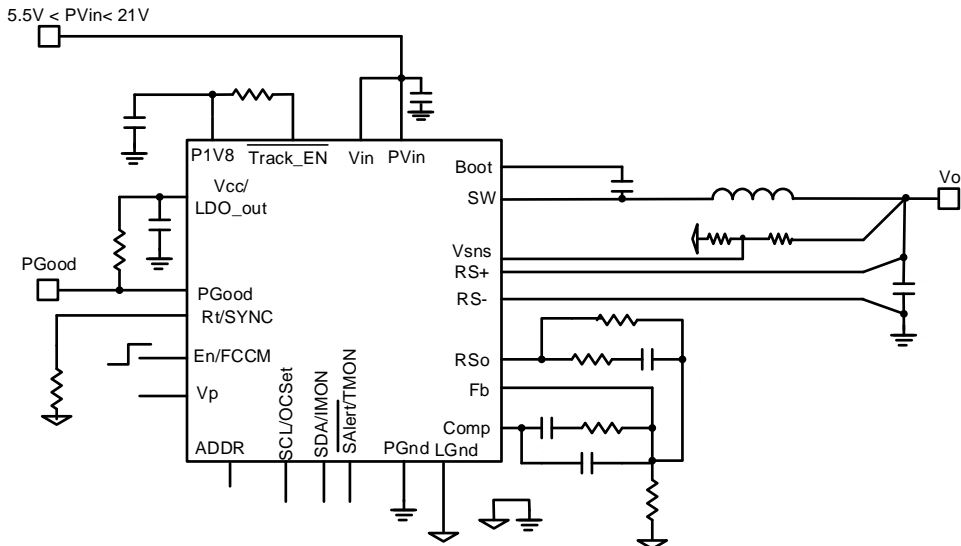 5.5V < PVin< 21V
P1V8
Track_EN
Vin
PVin
Boot
Vcc/
LDO_out
SW
Vo
Vsns
RS+
PGood
PGood
RS-
Rt/SYNC
En/FCCM
RSo
Vp
Fb
Comp
ADDR
SCL/OCSet
SDA/IMON
SAlert/TMON
PGnd
LGnd